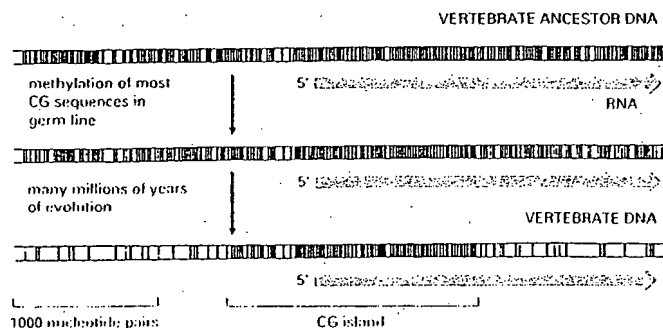 VERTEBRATE ANCESTOR DNA
methylation of most
CG sequences in
germ line
5'
RNA
many millions of years
of evolution
5'
VERTEBRATE DNA
5'
1000 nucleotide pairs
CG island